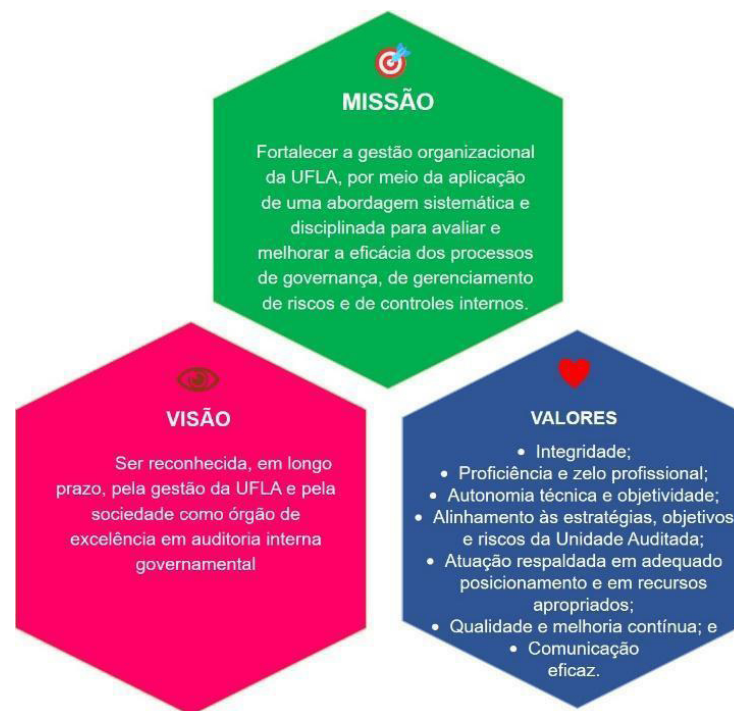 MISSÃO
Fortalecer a gestão organizacional
da UFLA, por meio da aplicação
de uma abordagem sistemática e
disciplinada para avaliar e
melhorar a eficácia dos processos
de governança, de gerenciamento
de riscos e de controles internos.
VISÃO
Ser reconhecida, em longo
prazo, pela gestão da UFLA e pela
sociedade como órgão de
excelência em auditoria interna
governamental
VALORES
• Integridade;
• Proficiência e zelo profissional;
• Autonomia técnica e objetividade;
• Alinhamento às estratégias, objetivos
e riscos da Unidade Auditada;
• Atuação respaldada em adequado
posicionamento e em recursos
apropriados;
• Qualidade e melhoria contínua; e
• Comunicação
eficaz.